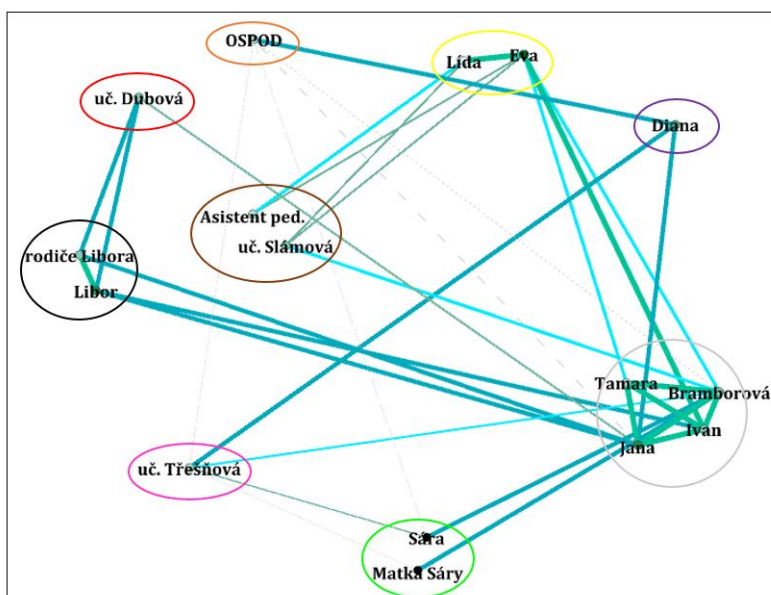 OSPOD
Lída
Eva
uč. Dubová
Diana
Asistent ped.
uč. Slámová
rodiče Libora
Libor
Tamara
Bramborová
Ivan
Jana
uč. Třešňová
Sára
Matka Sáry